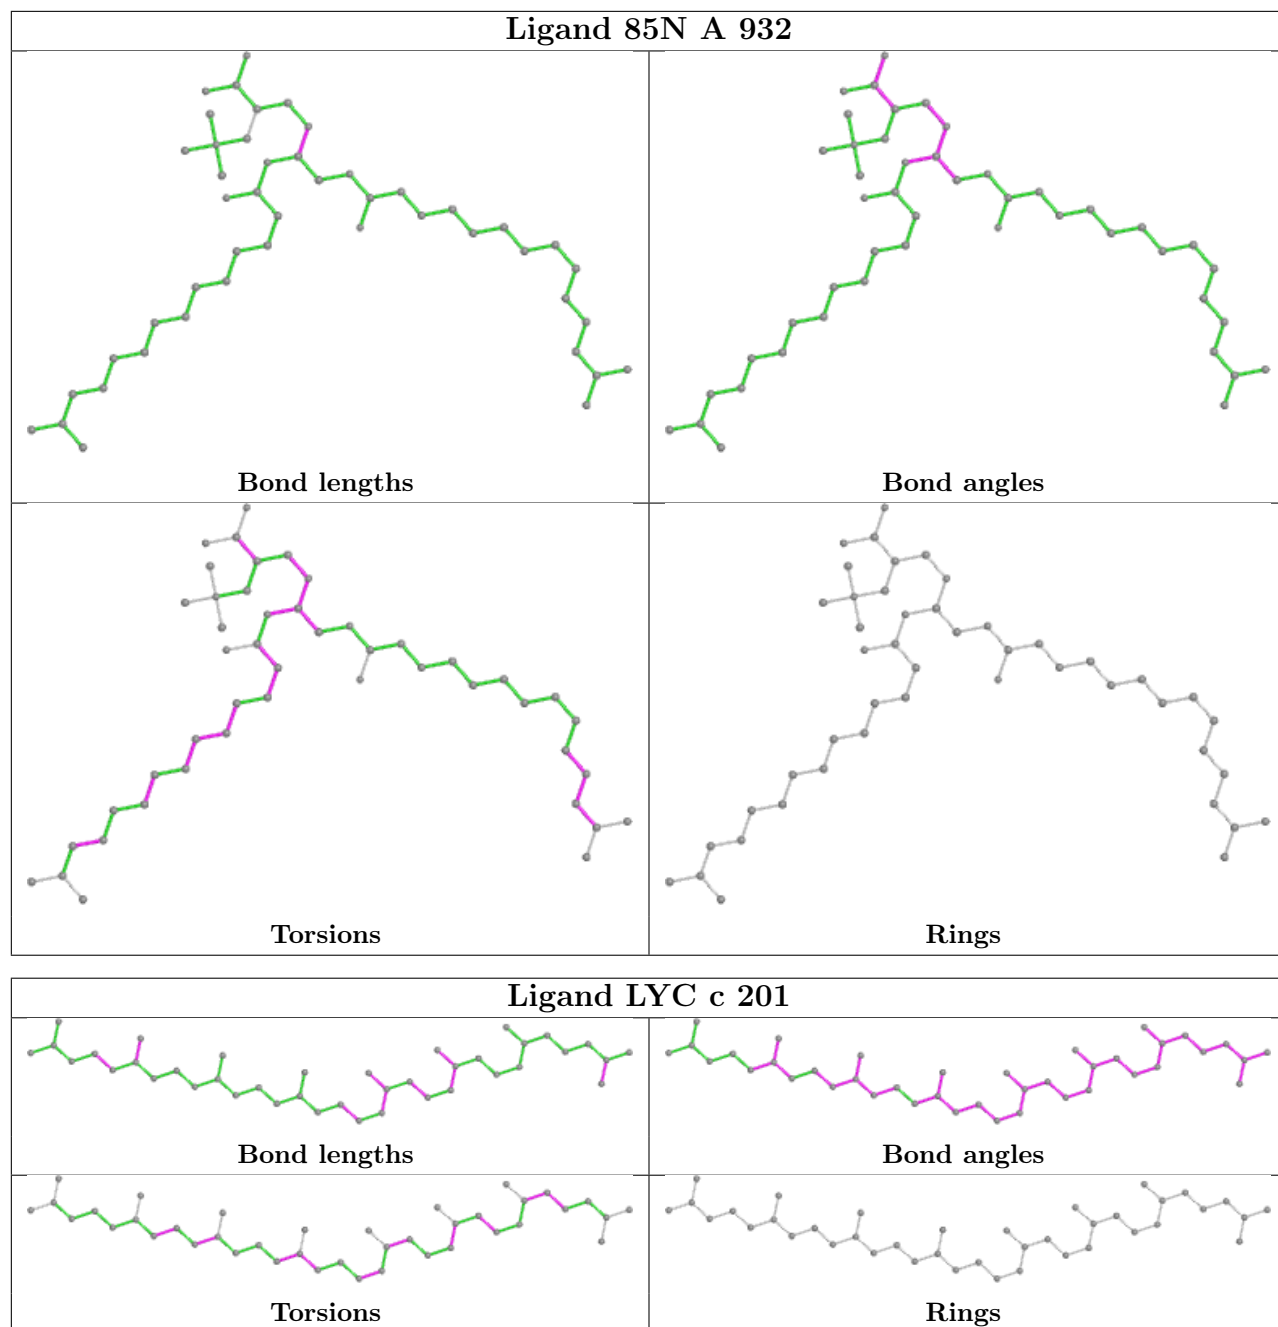 Ligand 85N A 932
Bond lengths
Bond angles
Torsions
Rings
Ligand LYC c 201
Bond lengths
Bond angles
Torsions
Rings